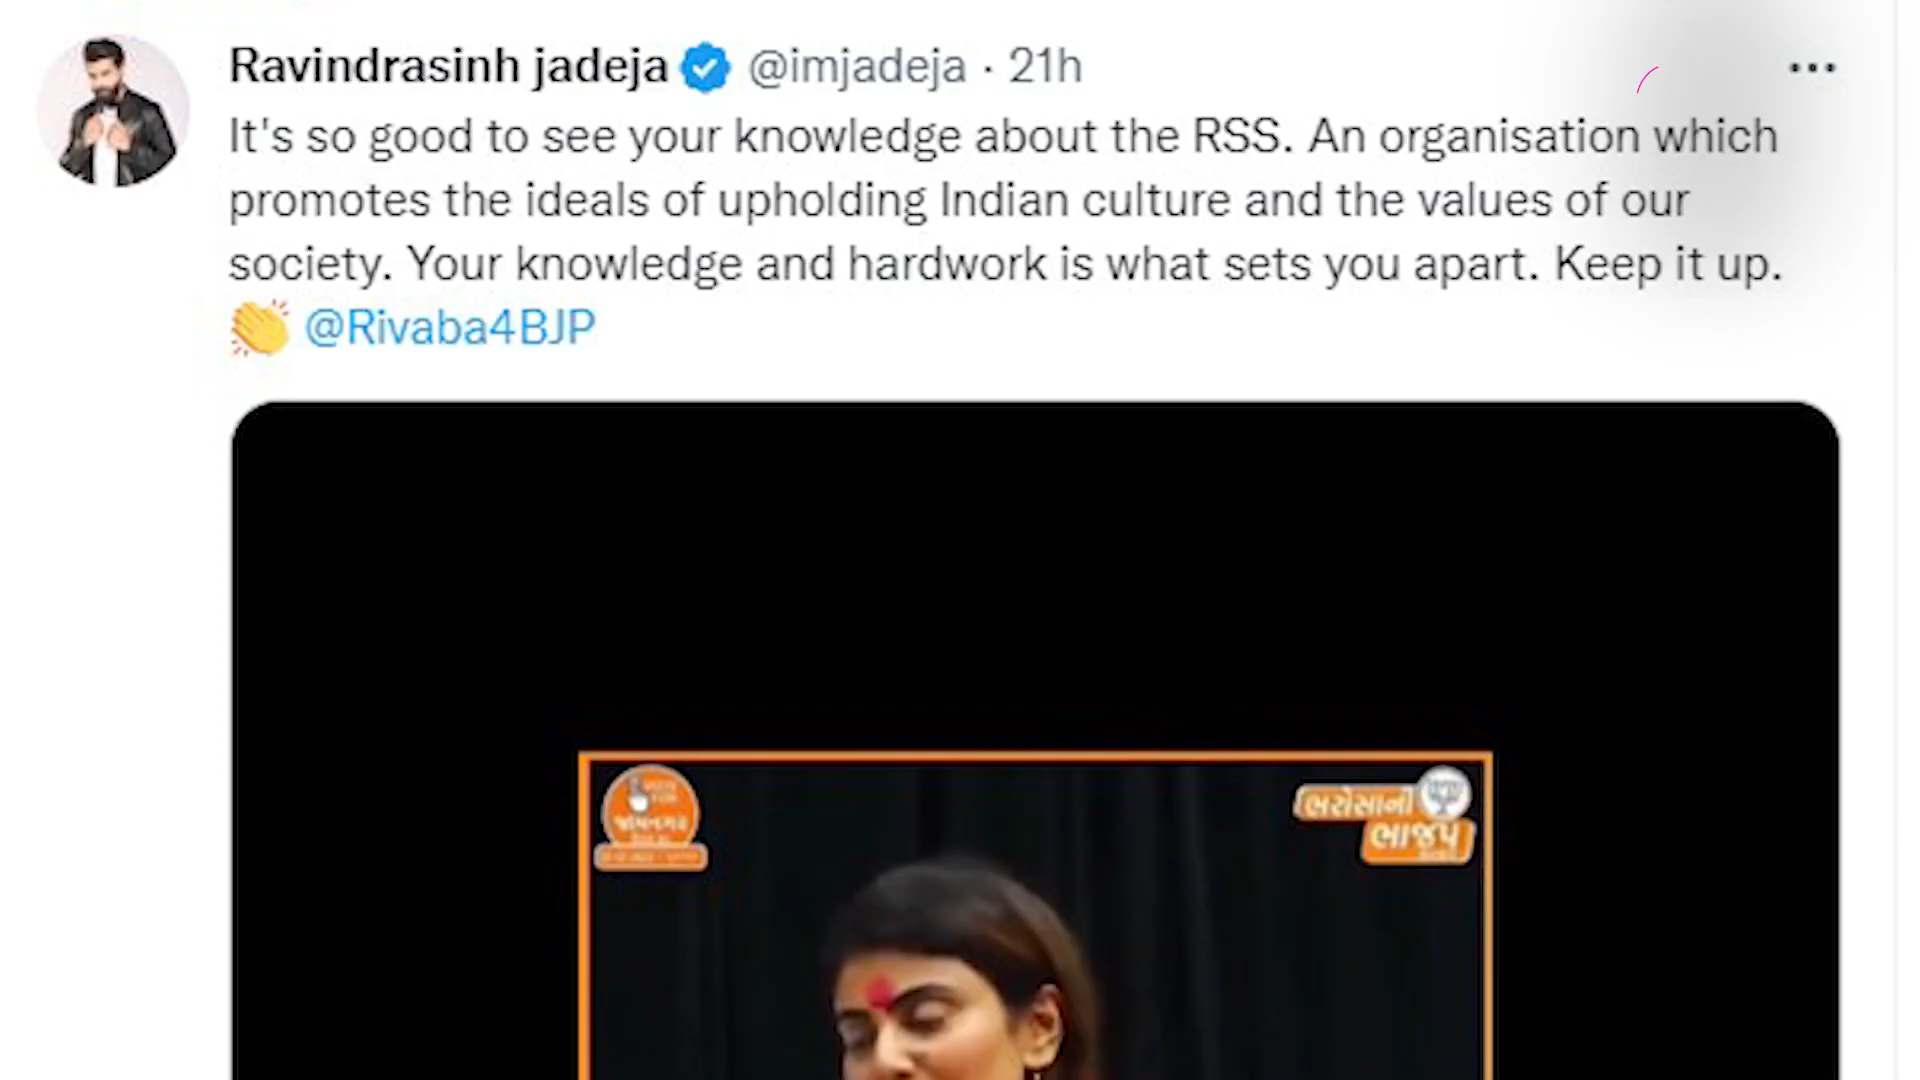 Ravindrasinh jadeja @imjadeja · 21h
It's so good to see your knowledge about the RSS. An organisation which
promotes the ideals of upholding Indian culture and the values of our
society. Your knowledge and hardwork is what sets you apart. Keep it up.
👏 @Rivaba4BJP
જામનગર
ભરોસાની
ભાજપ